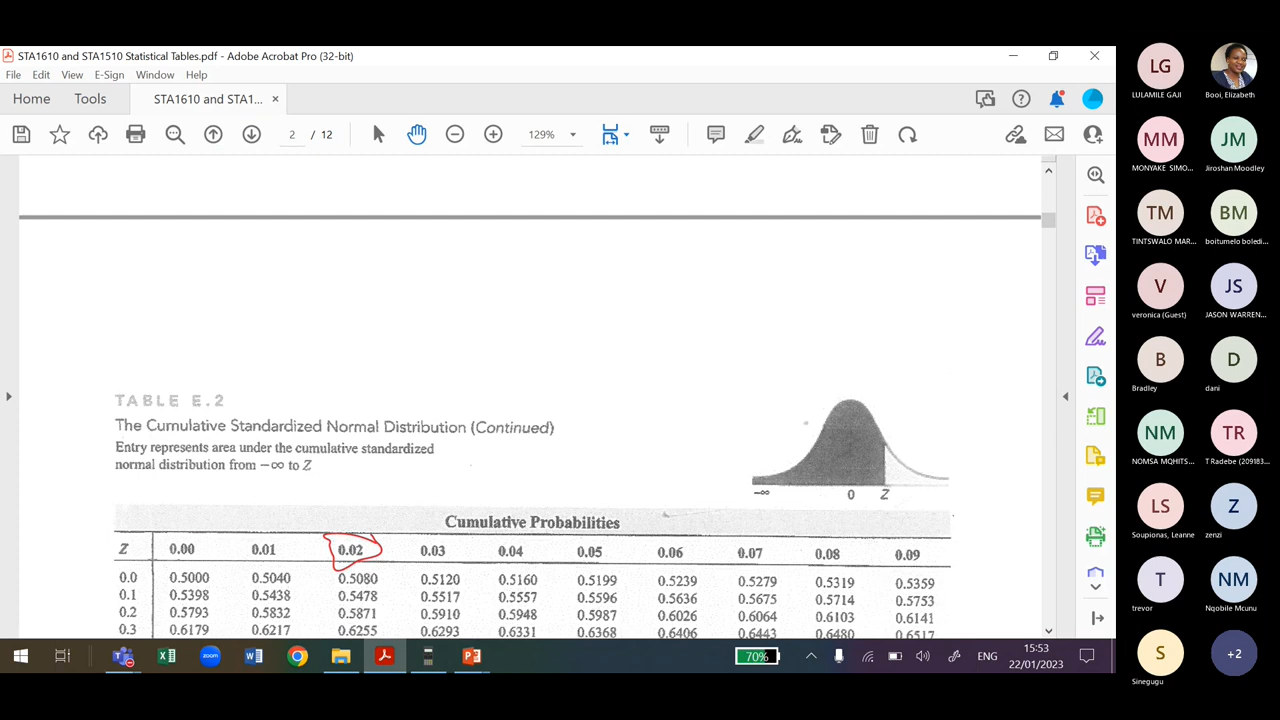 STA1610 and STA1510 Statistical Tables.pdf - Adobe Acrobat Pro (32-bit)
File Edit View E-Sign Window Help
Home Tools STA1610 and STA1... ×
2 / 12 129%
TABLE E.2
The Cumulative Standardized Normal Distribution (Continued)
Entry represents area under the cumulative standardized
normal distribution from −∞ to Z
−∞ 0 Z
Cumulative Probabilities
Z 0.00 0.01 0.02 0.03 0.04 0.05 0.06 0.07 0.08 0.09
0.0 0.5000 0.5040 0.5080 0.5120 0.5160 0.5199 0.5239 0.5279 0.5319 0.5359
0.1 0.5398 0.5438 0.5478 0.5517 0.5557 0.5596 0.5636 0.5675 0.5714 0.5753
0.2 0.5793 0.5832 0.5871 0.5910 0.5948 0.5987 0.6026 0.6064 0.6103 0.6141
0.3 0.6179 0.6217 0.6255 0.6293 0.6331 0.6368 0.6406 0.6443 0.6480 0.6517
70% ENG 15:53
22/01/2023
LG
LULAMILE GAJI
Booi, Elizabeth
MM JM
MONYAKE SIMO... Jiroshan Moodley
TM BM
TINTSWALO MAR... boitumelo boledi...
V JS
veronica (Guest) JASON WARREN...
B D
Bradley dani
NM TR
NOMSA MQHITS... T Radebe (209183...
LS Z
Soupionas, Leanne zenzi
T NM
trevor Nqobile Mcunu
S +2
Sinegugu